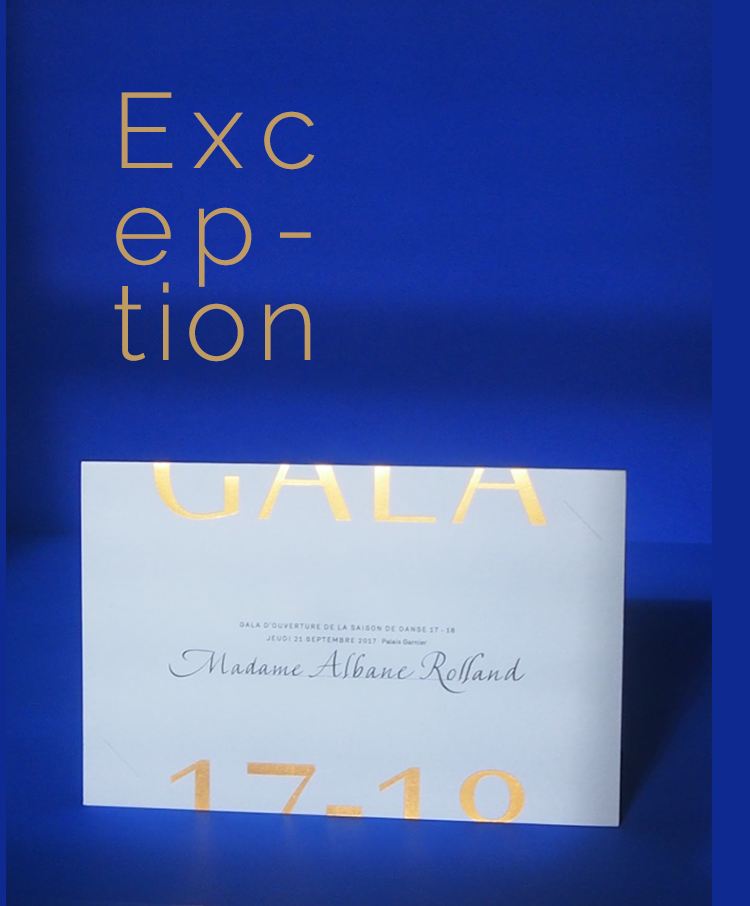 Exc
ep-
tion
GALA
GALA D'OUVERTURE DE LA SAISON DE DANSE 17-18
JEUDI 21 SEPTEMBRE 2017 Palais Garnier
Madame Albane Rolland
17-18